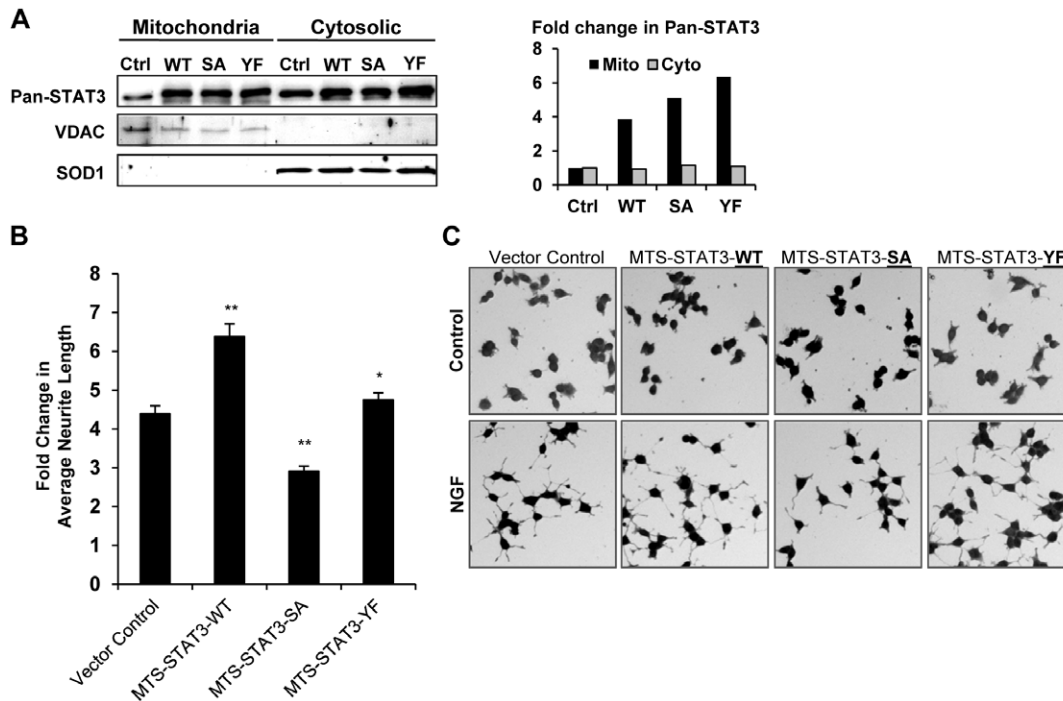 A
Mitochondria Cytosolic
Ctrl WT SA YF Ctrl WT SA YF
Pan-STAT3
VDAC
SOD1
Fold change in Pan-STAT3
8
6
4
2
0
Mito Cyto
Ctrl WT SA YF
B
Fold Change in
Average Neurite Length
8
7
6
5
4
3
2
1
0
**
**
*
Vector Control
MTS-STAT3-WT
MTS-STAT3-SA
MTS-STAT3-YF
C
Vector Control MTS-STAT3-WT MTS-STAT3-SA MTS-STAT3-YF
Control
NGF